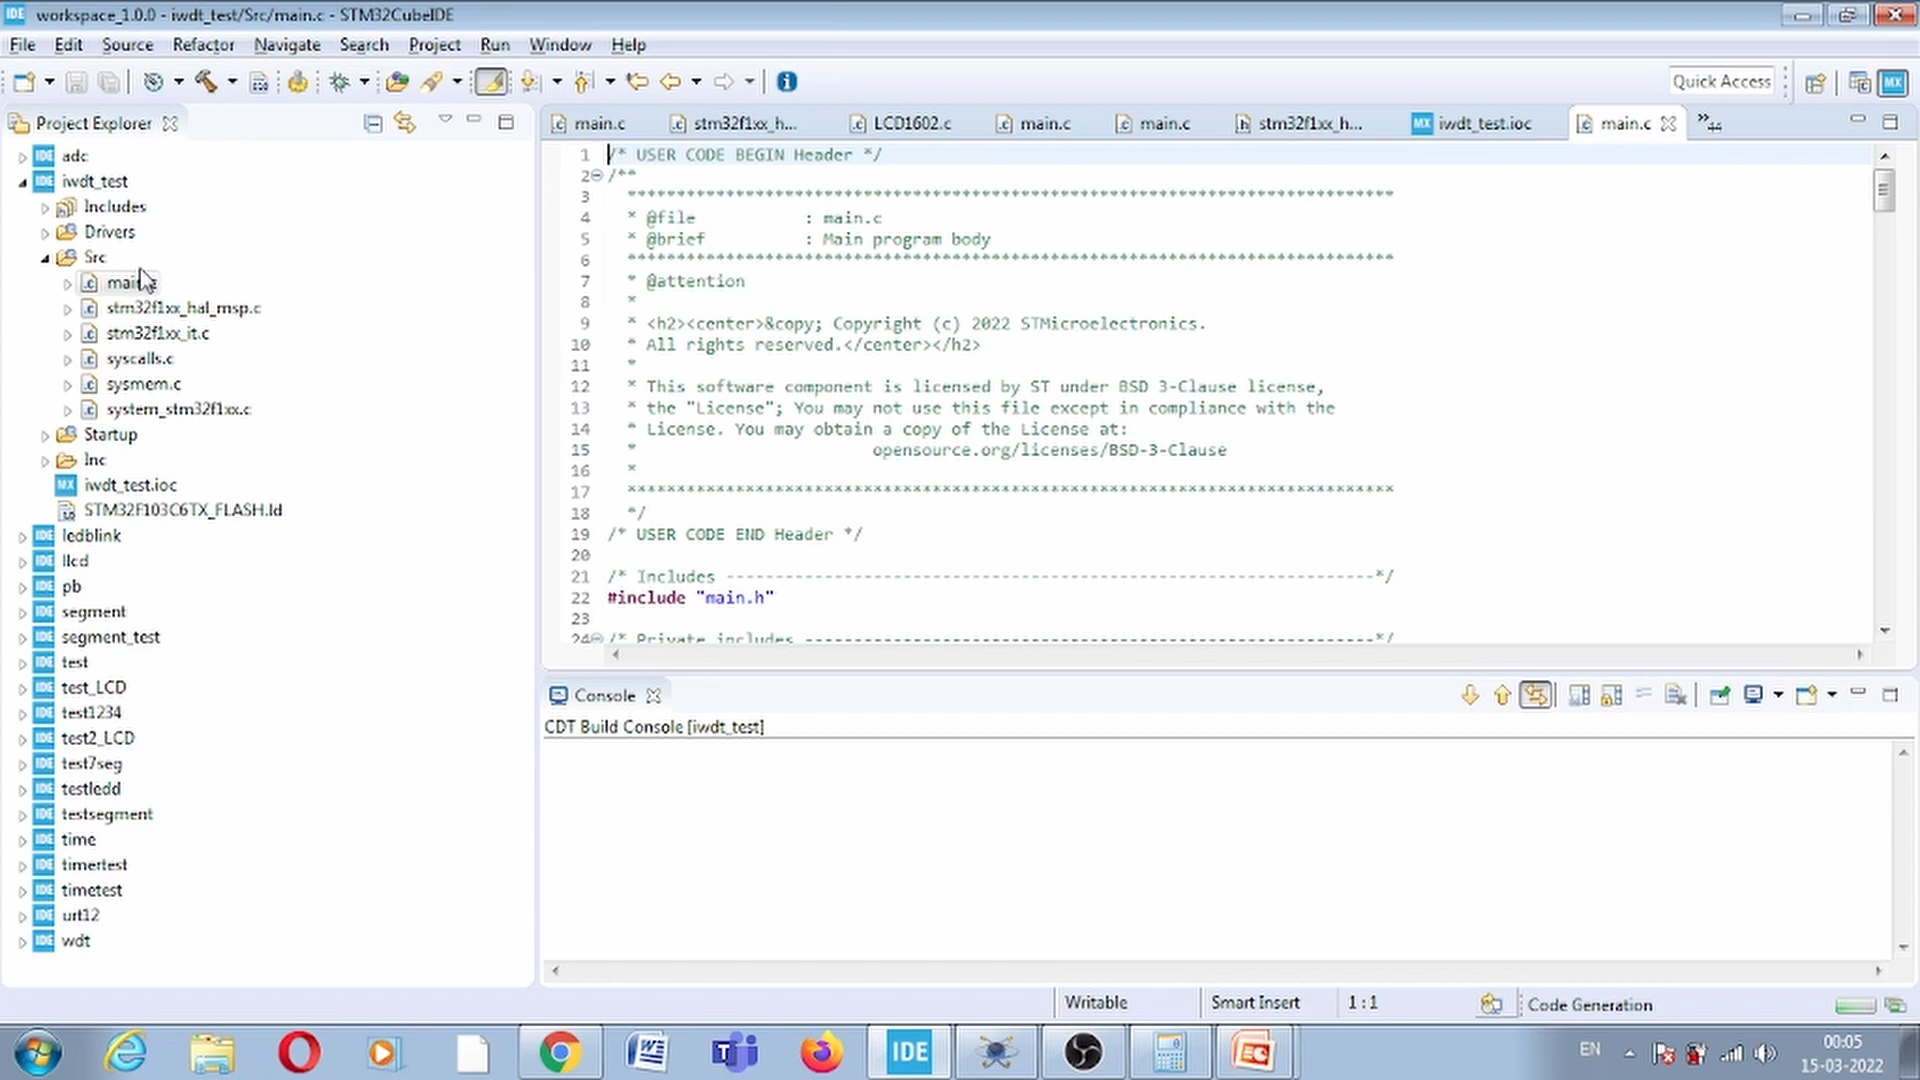 workspace_1.0.0 - iwdt_test/Src/main.c - STM32CubeIDE
File Edit Source Refactor Navigate Search Project Run Window Help
Quick Access
Project Explorer
adc
iwdt_test
Includes
Drivers
Src
stm32f1xx_hal_msp.c
stm32f1xx_it.c
syscalls.c
sysmem.c
system_stm32f1xx.c
Startup
Inc
iwdt_test.ioc
STM32F103C6TX_FLASH.ld
ledblink
llcd
pb
segment
segment_test
test
test_LCD
test1234
test2_LCD
test7seg
testledd
testsegment
time
timertest
timetest
urt12
wdt
main.c stm32f1xx_h... LCD1602.c main.c main.c stm32f1xx_h... iwdt_test.ioc main.c »44
1 /* USER CODE BEGIN Header */
2 /**
3 ******************************************************************************
4 * @file : main.c
5 * @brief : Main program body
6 ******************************************************************************
7 * @attention
8 *
9 * <h2><center>&copy; Copyright (c) 2022 STMicroelectronics.
10 * All rights reserved.</center></h2>
11 *
12 * This software component is licensed by ST under BSD 3-Clause license,
13 * the "License"; You may not use this file except in compliance with the
14 * License. You may obtain a copy of the License at:
15 * opensource.org/licenses/BSD-3-Clause
16 *
17 ******************************************************************************
18 */
19 /* USER CODE END Header */
20
21 /* Includes ------------------------------------------------------------------*/
22 #include "main.h"
23
24 /* Private includes ----------------------------------------------------------*/
Console
CDT Build Console [iwdt_test]
Writable Smart Insert 1 : 1 Code Generation
IDE
EN
00:05
15-03-2022